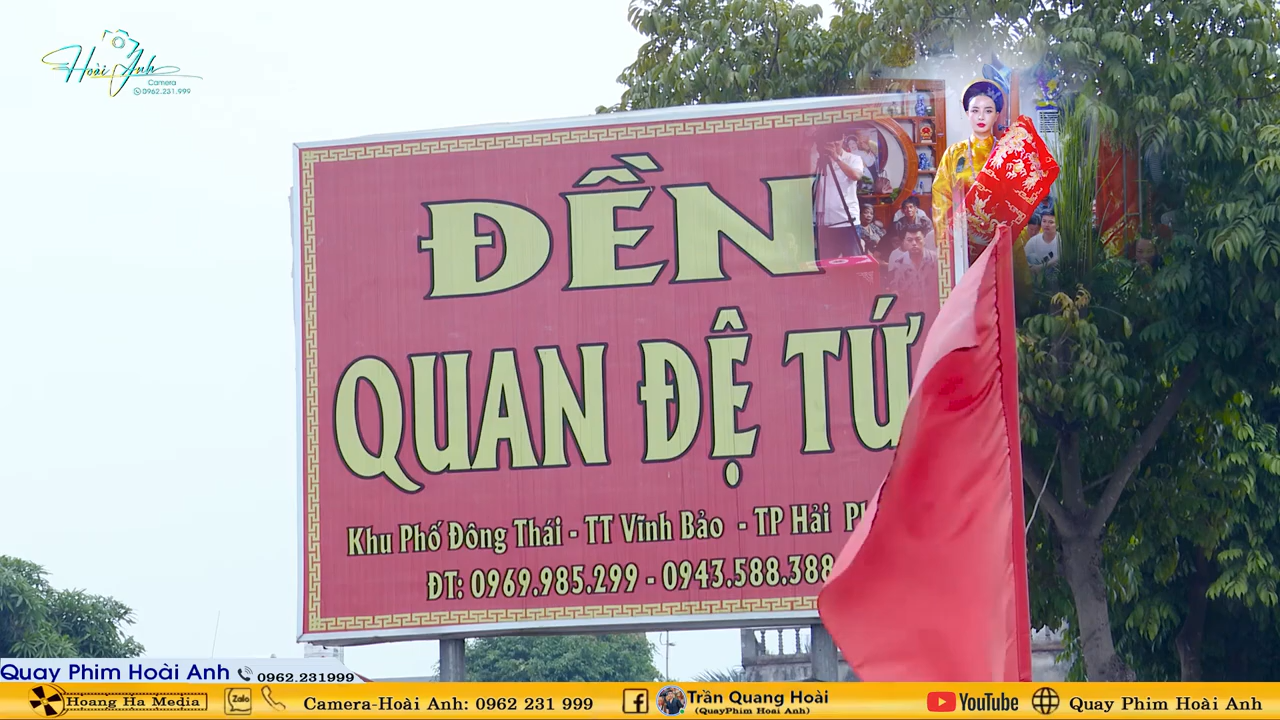 Hoài Anh
Camera
0962.231.999
ĐỀN
QUAN ĐỆ TỨ
Khu Phố Đông Thái - TT Vĩnh Bảo - TP Hải
ĐT: 0969.985.299 - 0943.588.388
Quay Phim Hoài Anh 0962.231999
Hoang Ha Media
Zalo
Camera-Hoài Anh: 0962 231 999
Trần Quang Hoài
(QuayPhim Hoai Anh)
YouTube
Quay Phim Hoài Anh